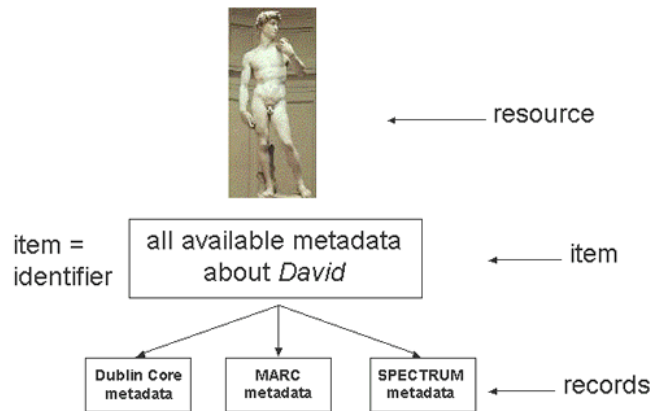 resource
item =
identifier
all available metadata
about David
item
Dublin Core
metadata
MARC
metadata
SPECTRUM
metadata
records